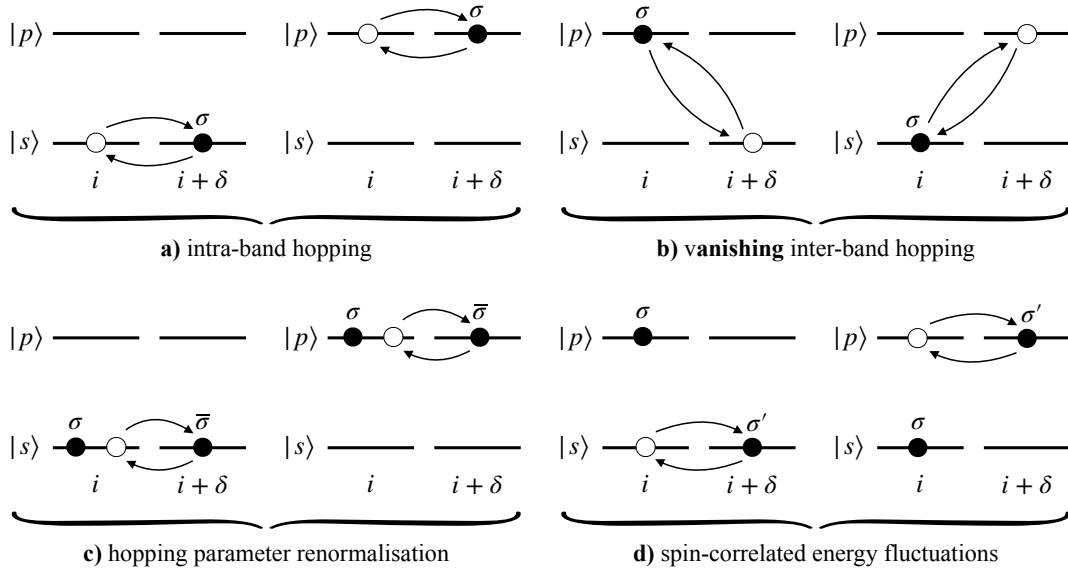 σ σ
|p⟩ |p⟩ |p⟩ |p⟩
σ σ
|s⟩ |s⟩ |s⟩ |s⟩
i i + δ i i + δ i i + δ i i + δ
a) intra-band hopping b) vanishing inter-band hopping
σ σ̅ σ σ′
|p⟩ |p⟩ |p⟩ |p⟩
σ σ̅ σ′ σ
|s⟩ |s⟩ |s⟩ |s⟩
i i + δ i i + δ i i + δ i i + δ
c) hopping parameter renormalisation d) spin-correlated energy fluctuations